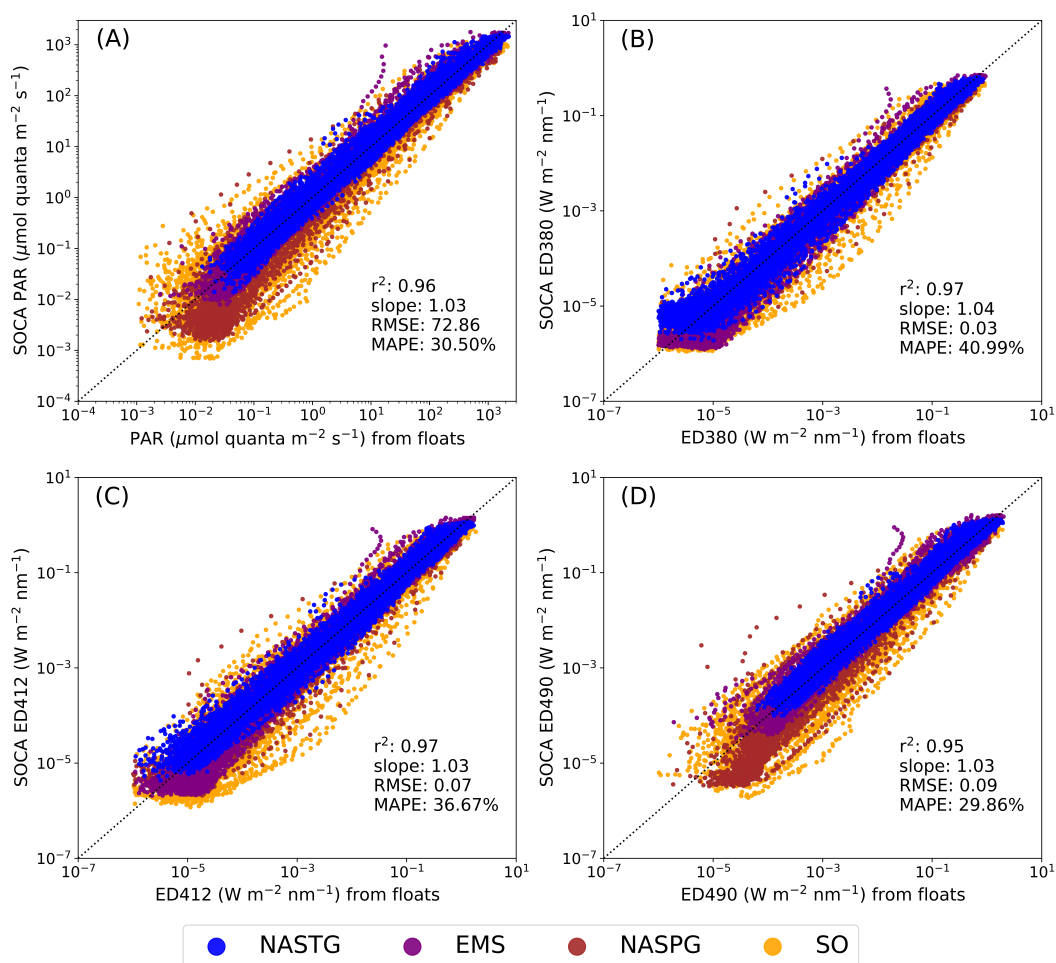 (A)
SOCA PAR (μmol quanta m⁻² s⁻¹)
10³
10²
10¹
10⁰
10⁻¹
10⁻²
10⁻³
10⁻⁴
r²: 0.96
slope: 1.03
RMSE: 72.86
MAPE: 30.50%
10⁻⁴ 10⁻³ 10⁻² 10⁻¹ 10⁰ 10¹ 10² 10³
PAR (μmol quanta m⁻² s⁻¹) from floats
(B)
SOCA ED380 (W m⁻² nm⁻¹)
10¹
10⁻¹
10⁻³
10⁻⁵
10⁻⁷
r²: 0.97
slope: 1.04
RMSE: 0.03
MAPE: 40.99%
10⁻⁷ 10⁻⁵ 10⁻³ 10⁻¹ 10¹
ED380 (W m⁻² nm⁻¹) from floats
(C)
SOCA ED412 (W m⁻² nm⁻¹)
10¹
10⁻¹
10⁻³
10⁻⁵
10⁻⁷
r²: 0.97
slope: 1.03
RMSE: 0.07
MAPE: 36.67%
10⁻⁷ 10⁻⁵ 10⁻³ 10⁻¹ 10¹
ED412 (W m⁻² nm⁻¹) from floats
(D)
SOCA ED490 (W m⁻² nm⁻¹)
10¹
10⁻¹
10⁻³
10⁻⁵
10⁻⁷
r²: 0.95
slope: 1.03
RMSE: 0.09
MAPE: 29.86%
10⁻⁷ 10⁻⁵ 10⁻³ 10⁻¹ 10¹
ED490 (W m⁻² nm⁻¹) from floats
NASTG EMS NASPG SO